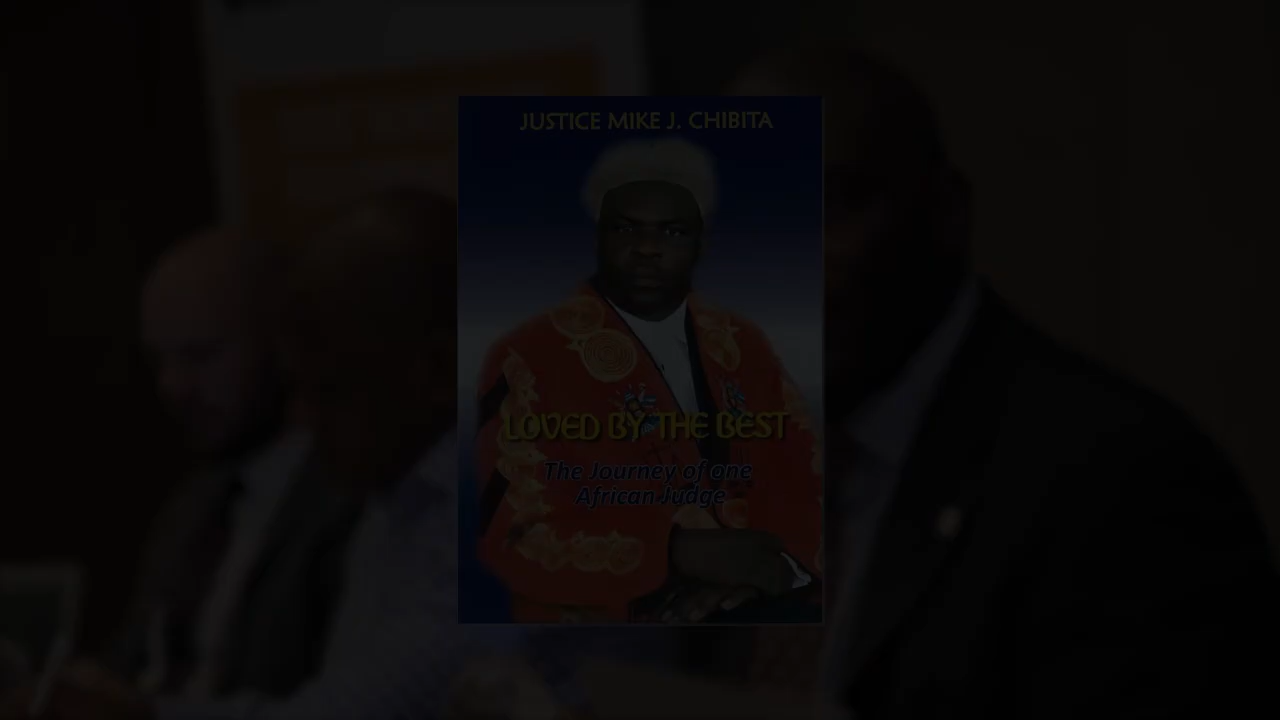 JUSTICE MIKE J. CHIBITA
LOVED BY THE BEST
The Journey of one
African Judge